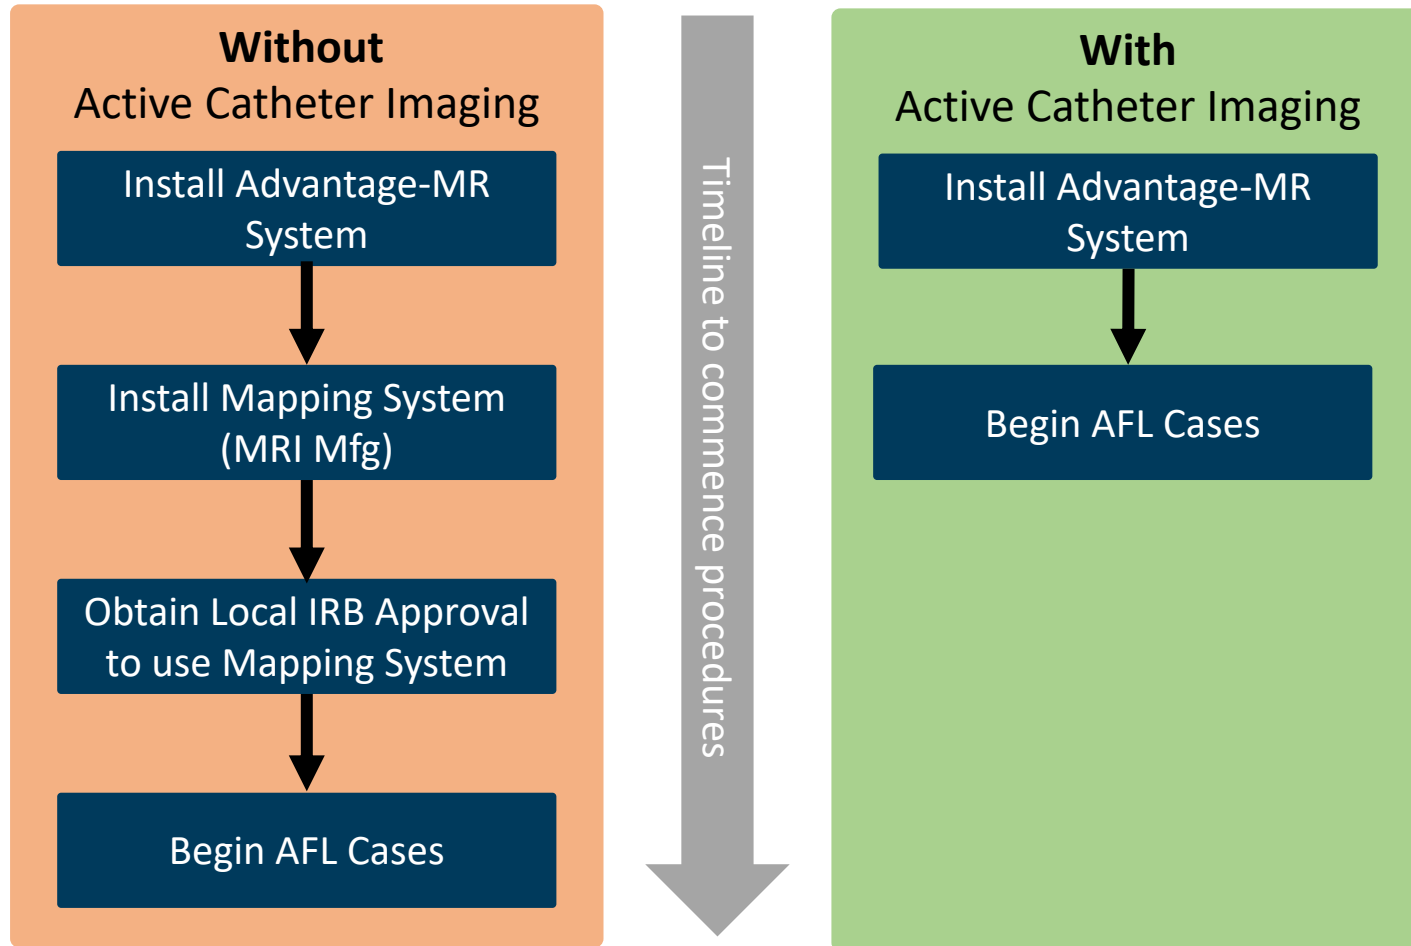 Without
Active Catheter Imaging
Install Advantage-MR
System
Install Mapping System
(MRI Mfg)
Obtain Local IRB Approval
to use Mapping System
Begin AFL Cases
Timeline to commence procedures
With
Active Catheter Imaging
Install Advantage-MR
System
Begin AFL Cases